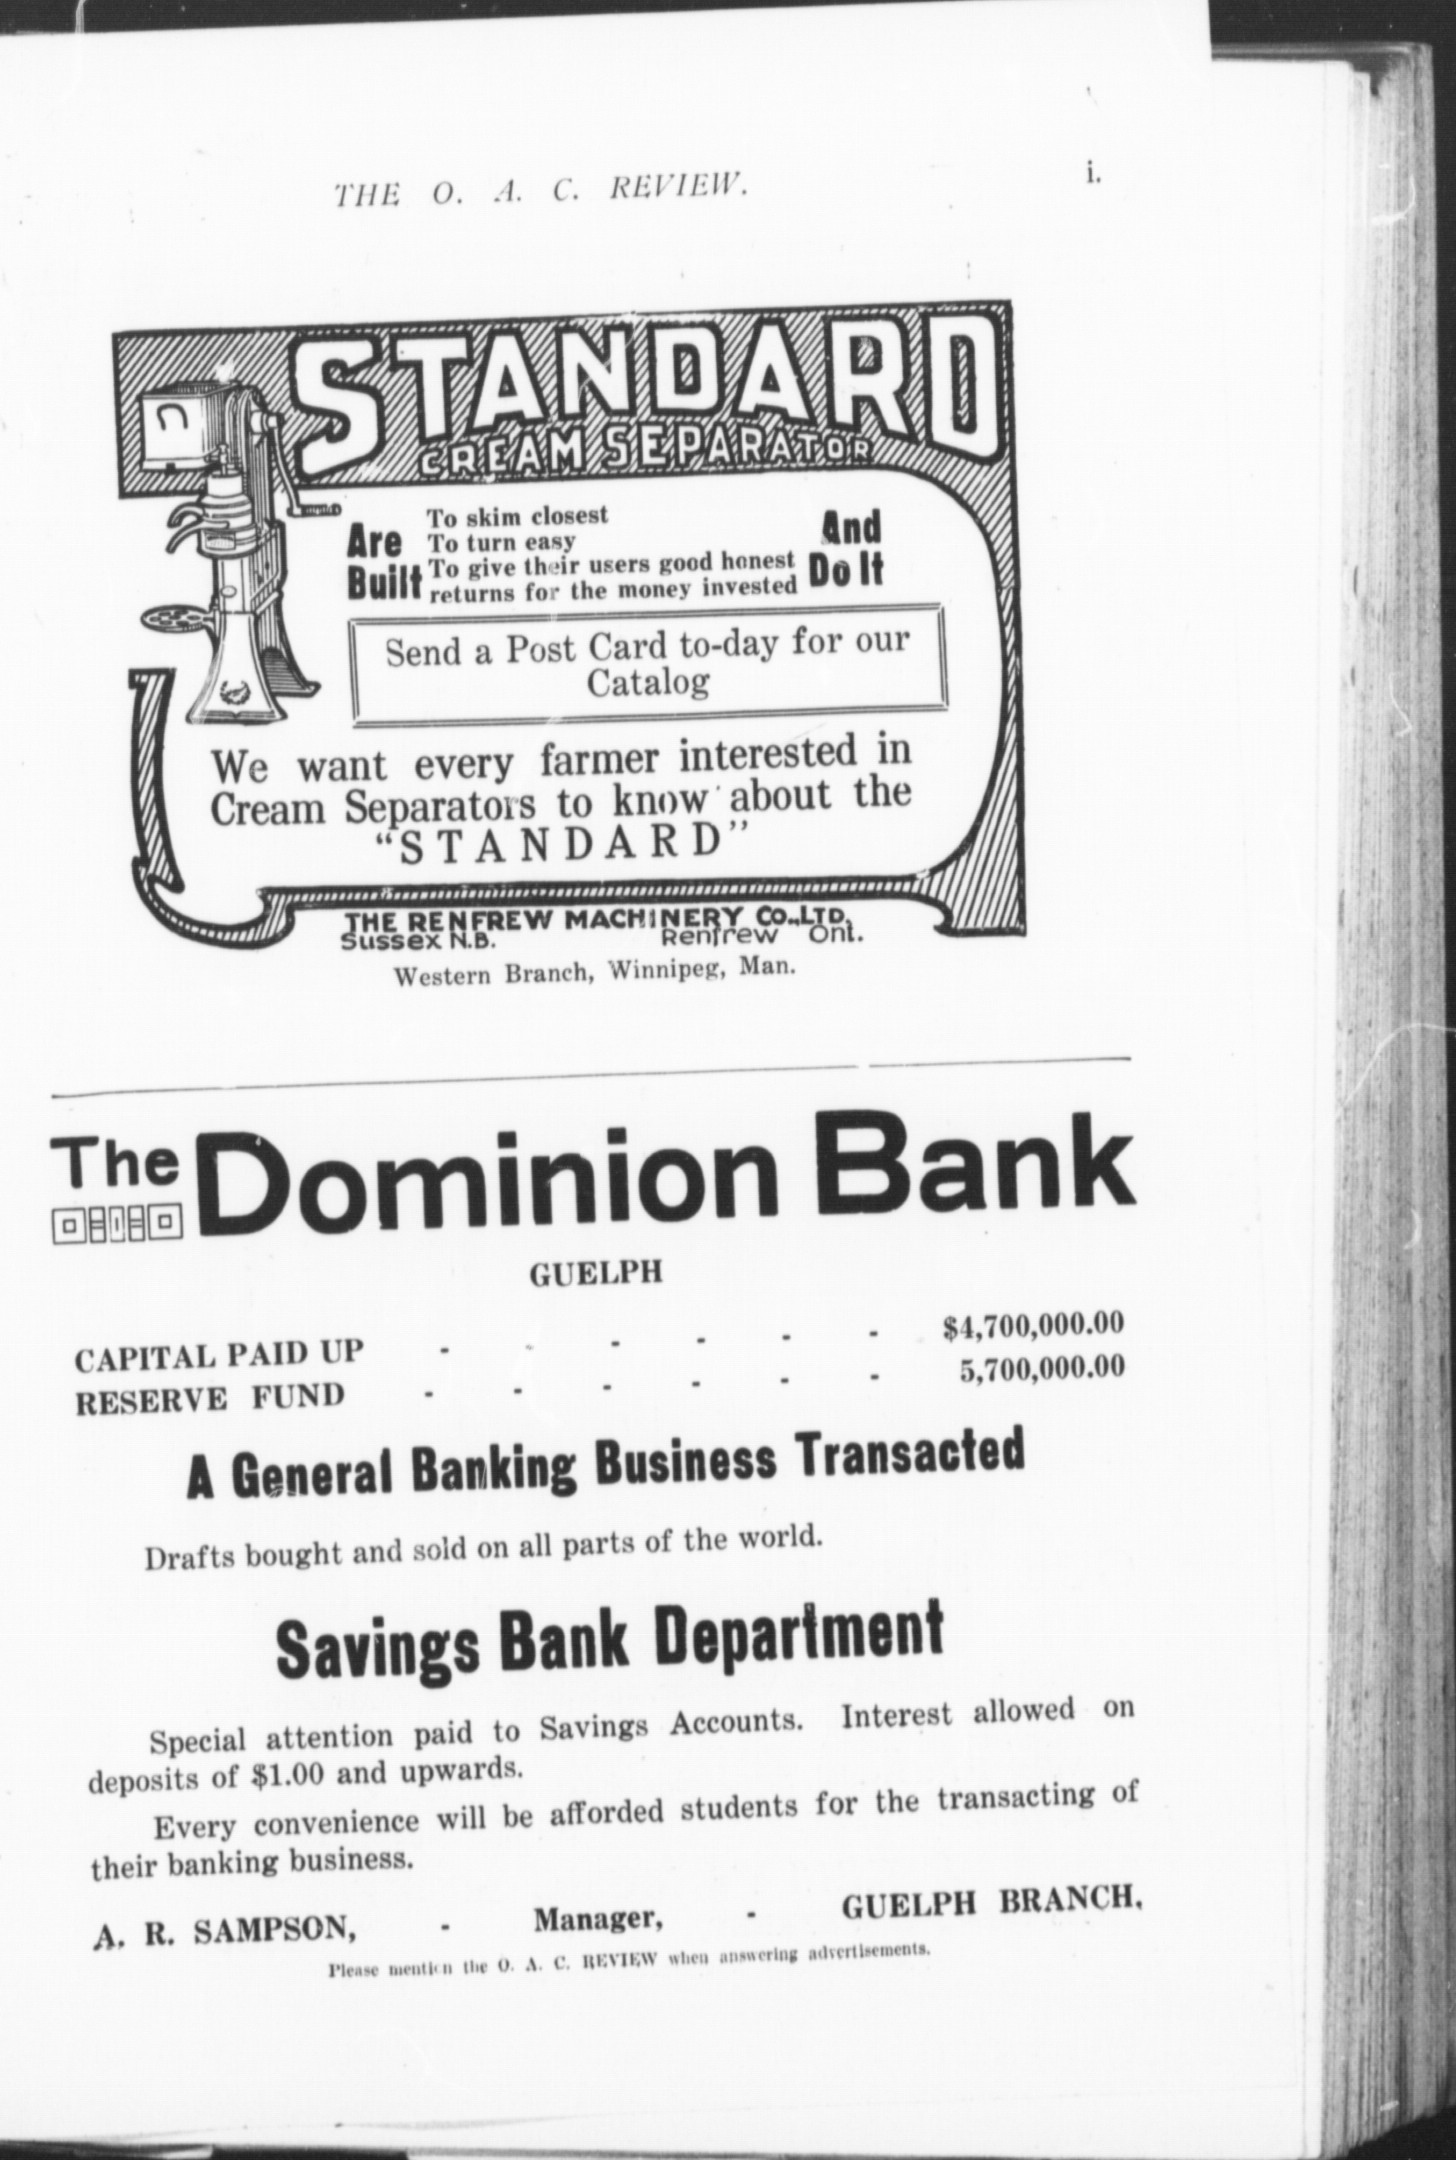 THE O. A. C. REVIEW. i.
STANDARD
CREAM SEPARATOR
Are Built
To skim closest
To turn easy
To give their users good honest
returns for the money invested
And Do It
Send a Post Card to-day for our
Catalog
We want every farmer interested in
Cream Separators to know about the
"STANDARD"
THE RENFREW MACHINERY CO., LTD.
Sussex N.B. Renfrew Ont.
Western Branch, Winnipeg, Man.
The Dominion Bank
GUELPH
CAPITAL PAID UP - - - - - - $4,700,000.00
RESERVE FUND - - - - - - 5,700,000.00
A General Banking Business Transacted
Drafts bought and sold on all parts of the world.
Savings Bank Department
Special attention paid to Savings Accounts. Interest allowed on
deposits of $1.00 and upwards.
Every convenience will be afforded students for the transacting of
their banking business.
A. R. SAMPSON, - Manager, - GUELPH BRANCH.
Please mention the O. A. C. REVIEW when answering advertisements.